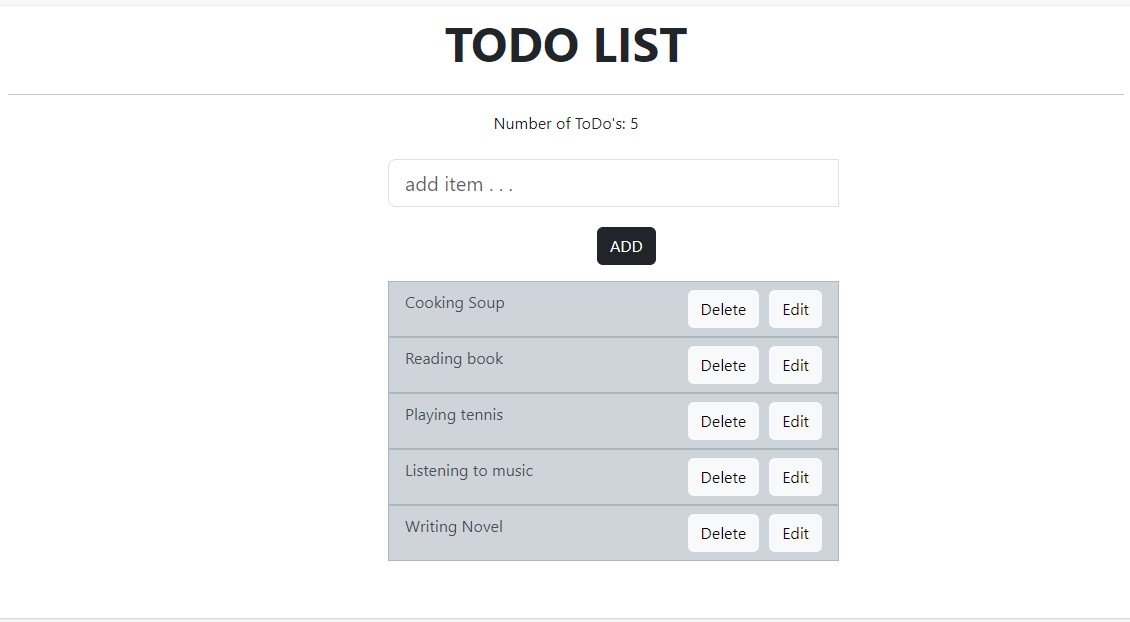 TODO LIST
Number of ToDo's: 5
add item . . .
ADD
Cooking Soup Delete Edit
Reading book Delete Edit
Playing tennis Delete Edit
Listening to music Delete Edit
Writing Novel Delete Edit